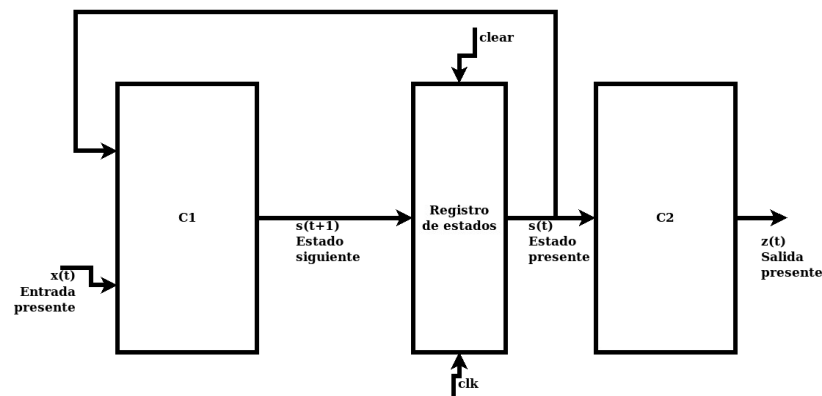 clear
C1
s(t+1)
Estado
siguiente
Registro
de estados
s(t)
Estado
presente
C2
z(t)
Salida
presente
x(t)
Entrada
presente
clk